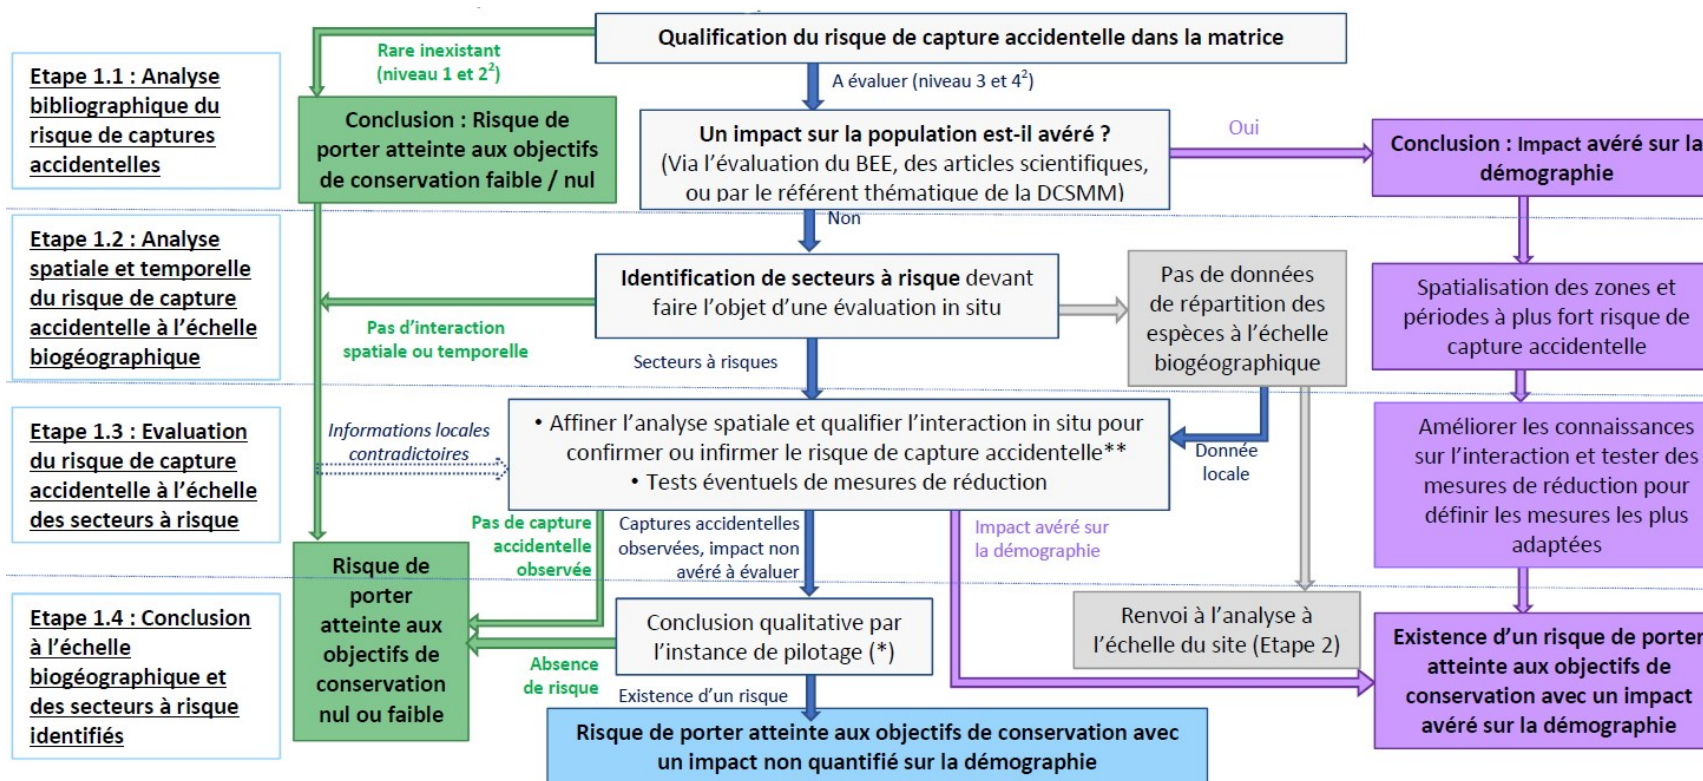 Qualification du risque de capture accidentelle dans la matrice
Rare inexistant
(niveau 1 et 2²)
A évaluer (niveau 3 et 4²)
Etape 1.1 : Analyse
bibliographique du
risque de captures
accidentelles
Conclusion : Risque de
porter atteinte aux objectifs
de conservation faible / nul
Un impact sur la population est-il avéré ?
(Via l'évaluation du BEE, des articles scientifiques,
ou par le référent thématique de la DCSMM)
Oui
Conclusion : Impact avéré sur la
démographie
Non
Etape 1.2 : Analyse
spatiale et temporelle
du risque de capture
accidentelle à l'échelle
biogéographique
Identification de secteurs à risque devant
faire l'objet d'une évaluation in situ
Pas d'interaction
spatiale ou temporelle
Secteurs à risques
Pas de données
de répartition des
espèces à l'échelle
biogéographique
Spatialisation des zones et
périodes à plus fort risque de
capture accidentelle
Etape 1.3 : Evaluation
du risque de capture
accidentelle à l'échelle
des secteurs à risque
Informations locales
contradictoires
• Affiner l'analyse spatiale et qualifier l'interaction in situ pour
confirmer ou infirmer le risque de capture accidentelle**
• Tests éventuels de mesures de réduction
Donnée
locale
Améliorer les connaissances
sur l'interaction et tester des
mesures de réduction pour
définir les mesures les plus
adaptées
Pas de capture
accidentelle
observée
Captures accidentelles
observées, impact non
avéré à évaluer
Impact avéré sur
la démographie
Etape 1.4 : Conclusion
à l'échelle
biogéographique et
des secteurs à risque
identifiés
Risque de
porter
atteinte aux
objectifs de
conservation
nul ou faible
Conclusion qualitative par
l'instance de pilotage (*)
Absence
de risque
Existence d'un risque
Renvoi à l'analyse à
l'échelle du site (Etape 2)
Existence d'un risque de porter
atteinte aux objectifs de
conservation avec un impact
avéré sur la démographie
Risque de porter atteinte aux objectifs de conservation avec
un impact non quantifié sur la démographie